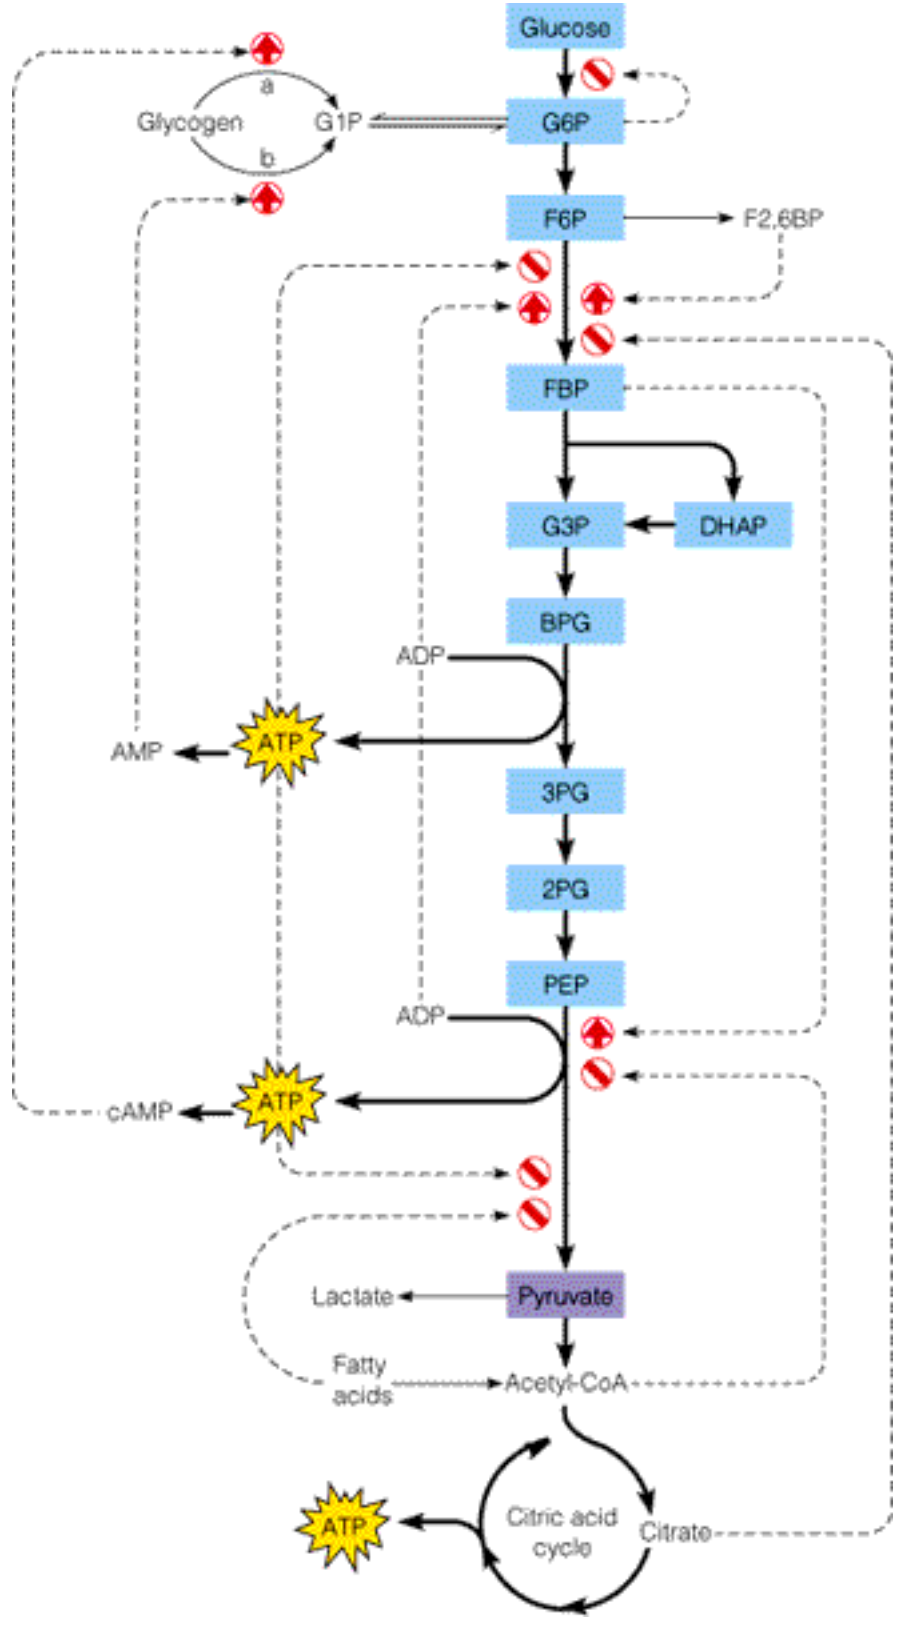 Glucose
a
Glycogen
G1P
G6P
b
F6P
F2,6BP
FBP
G3P
DHAP
BPG
ADP
ATP
AMP
3PG
2PG
PEP
ADP
ATP
cAMP
Lactate
Pyruvate
Fatty
acids
Acetyl-CoA
Citric acid
cycle
Citrate
ATP